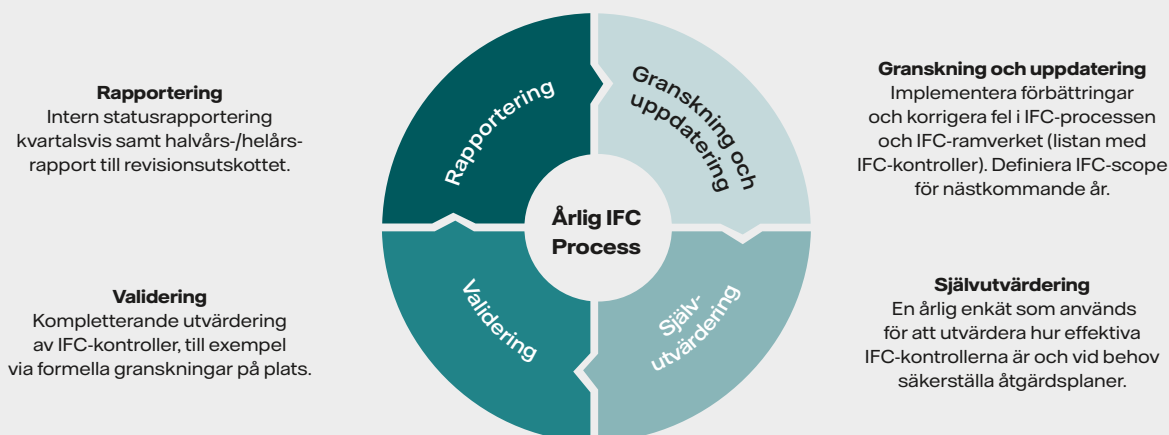 Rapportering
Intern statusrapportering
kvartalsvis samt halvårs-/helårs-
rapport till revisionsutskottet.
Validering
Kompletterande utvärdering
av IFC-kontroller, till exempel
via formella granskningar på plats.
Rapportering
Granskning och
uppdatering
Årlig IFC
Process
Validering
Själv-
utvärdering
Granskning och uppdatering
Implementera förbättringar
och korrigera fel i IFC-processen
och IFC-ramverket (listan med
IFC-kontroller). Definiera IFC-scope
för nästkommande år.
Självutvärdering
En årlig enkät som används
för att utvärdera hur effektiva
IFC-kontrollerna är och vid behov
säkerställa åtgärdsplaner.